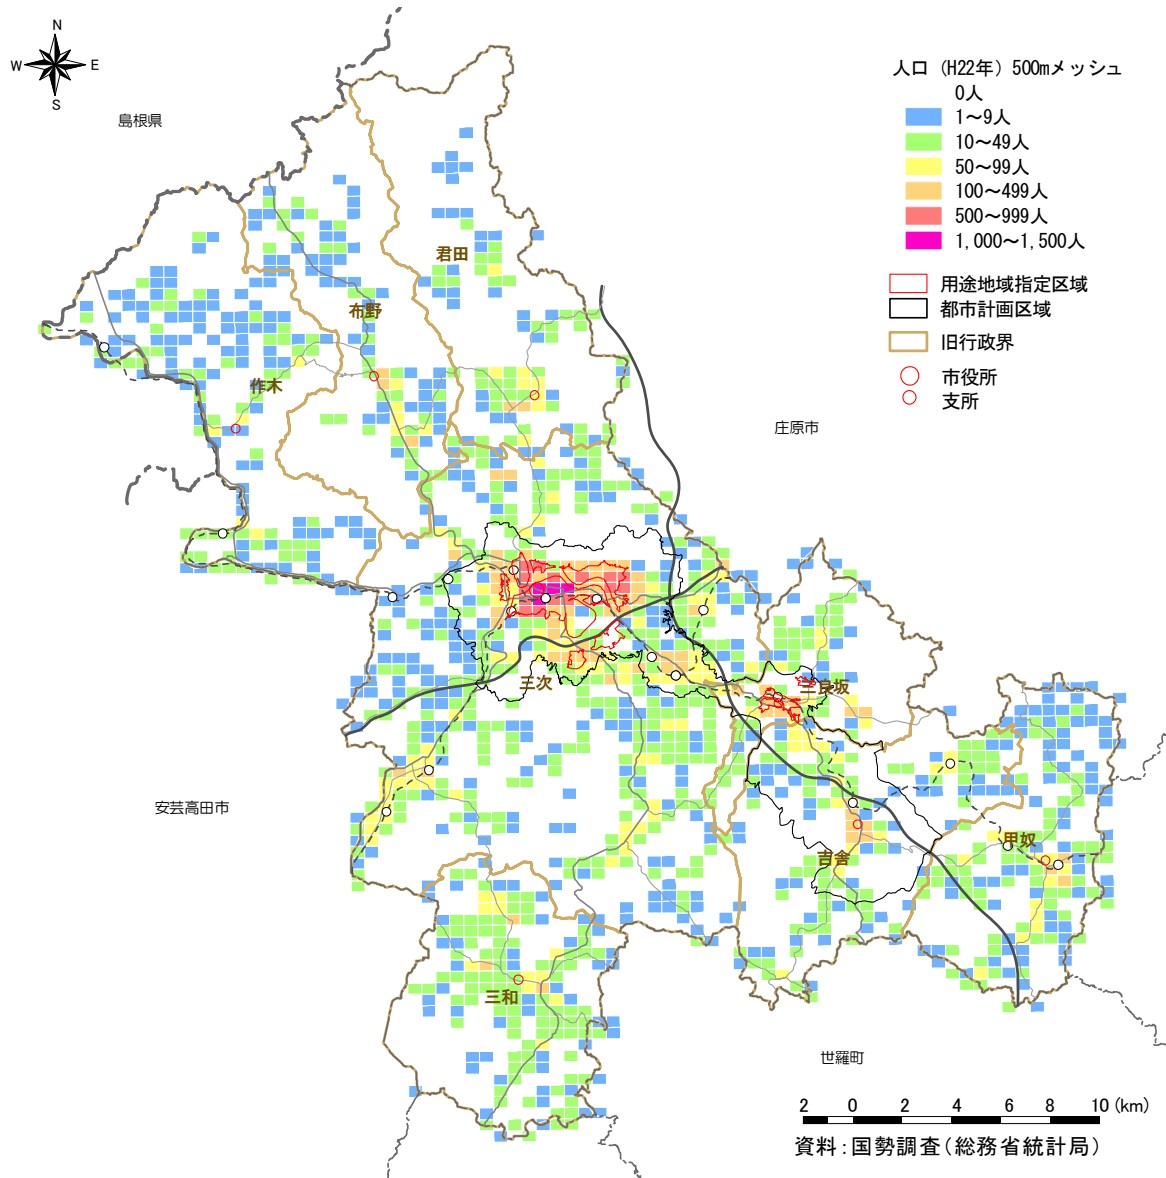 N
W
E
S
島根県
人口（H22年）500mメッシュ
0人
1～9人
10～49人
50～99人
100～499人
500～999人
1,000～1,500人
用途地域指定区域
都市計画区域
旧行政界
市役所
支所
君田
布野
作木
庄原市
三次
三良坂
安芸高田市
吉舎
甲奴
三和
世羅町
2 0 2 4 6 8 10 (km)
資料：国勢調査（総務省統計局）